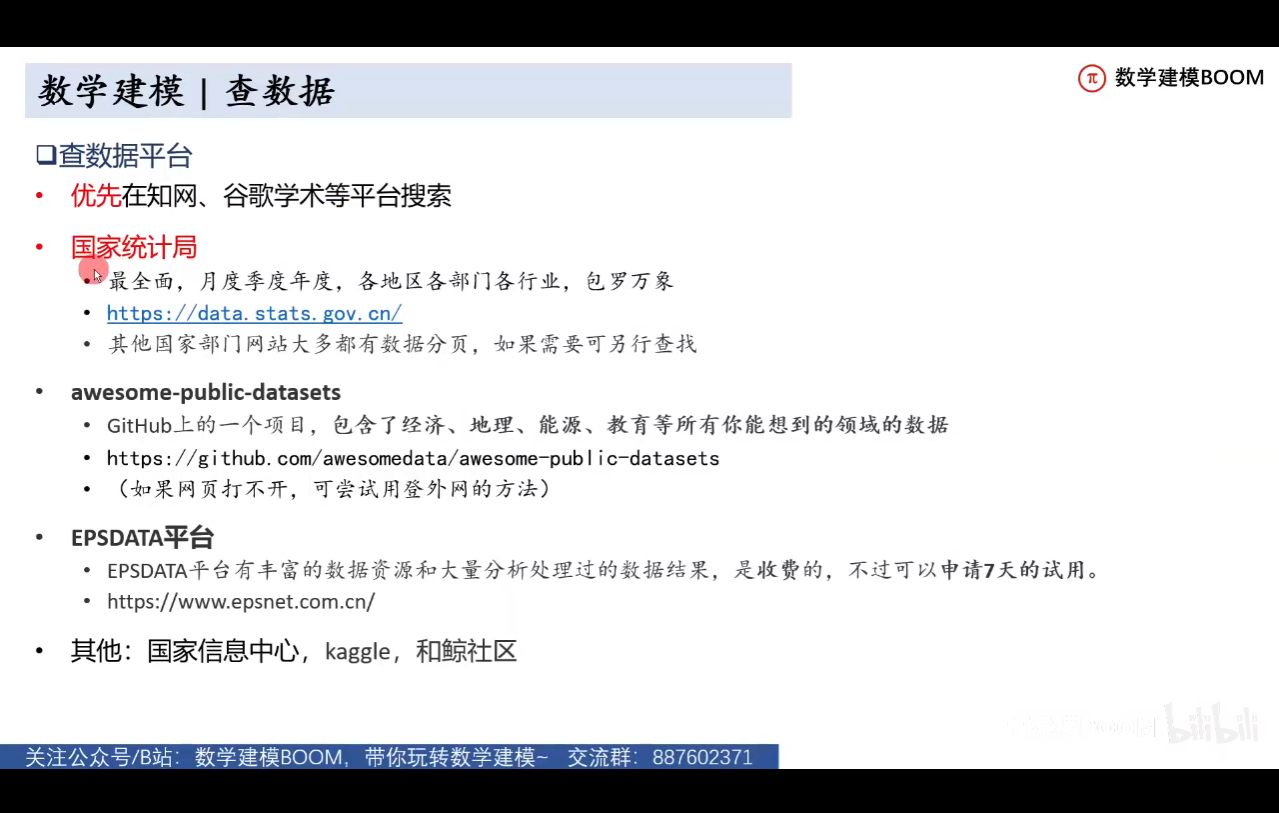 数学建模 | 查数据
π 数学建模BOOM
❑查数据平台
• 优先在知网、谷歌学术等平台搜索
• 国家统计局
• 最全面，月度季度年度，各地区各部门各行业，包罗万象
• https://data.stats.gov.cn/
• 其他国家部门网站大多都有数据分页，如果需要可另行查找
• awesome-public-datasets
• GitHub上的一个项目，包含了经济、地理、能源、教育等所有你能想到的领域的数据
• https://github.com/awesomedata/awesome-public-datasets
• （如果网页打不开，可尝试用登外网的方法）
• EPSDATA平台
• EPSDATA平台有丰富的数据资源和大量分析处理过的数据结果，是收费的，不过可以申请7天的试用。
• https://www.epsnet.com.cn/
• 其他：国家信息中心，kaggle，和鲸社区
bilibili
关注公众号/B站：数学建模BOOM，带你玩转数学建模~ 交流群：887602371